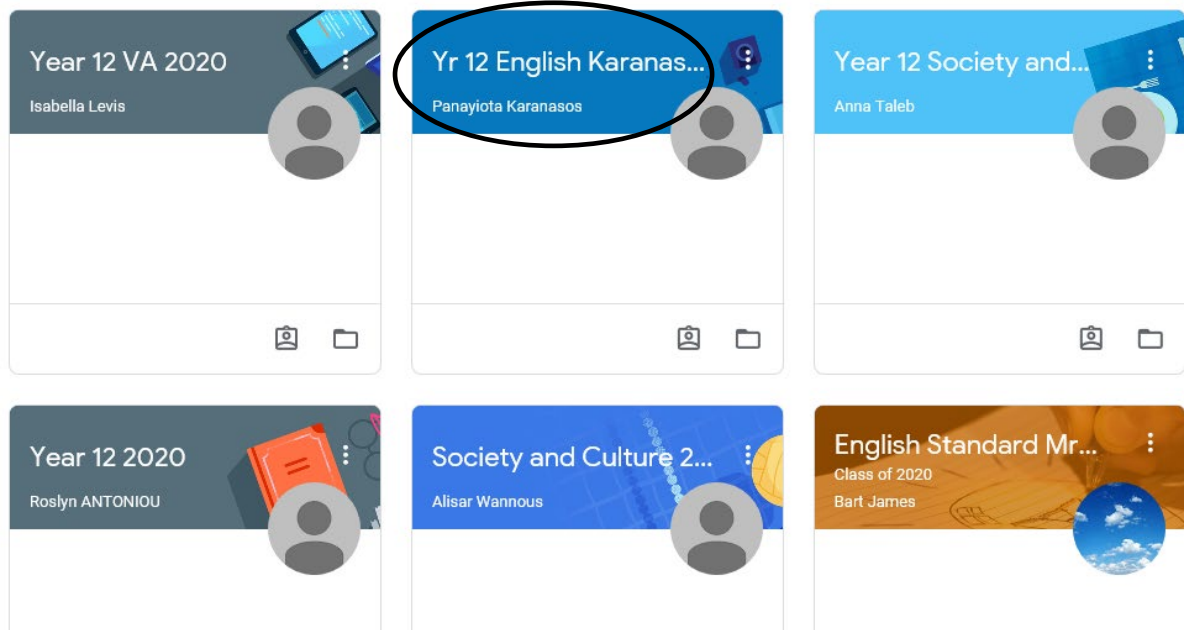 Year 12 VA 2020
Isabella Levis
Yr 12 English Karanas...
Panayiota Karanasos
Year 12 Society and...
Anna Taleb
Year 12 2020
Roslyn ANTONIOU
Society and Culture 2...
Alisar Wannous
English Standard Mr...
Class of 2020
Bart James